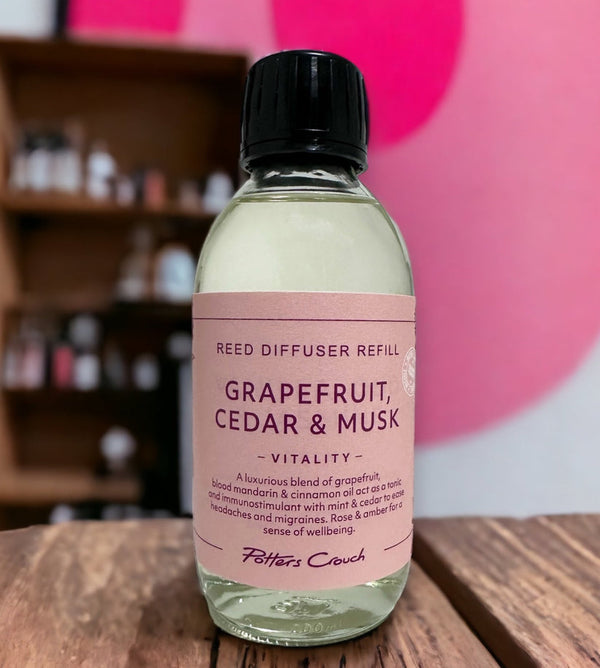 REED DIFFUSER REFILL
GRAPEFRUIT,
CEDAR & MUSK
– VITALITY –
A luxurious blend of grapefruit,
blood mandarin & cinnamon oil act as a tonic
and immunostimulant with mint & cedar to ease
headaches and migraines. Rose & amber for a
sense of wellbeing.
Potters Crouch